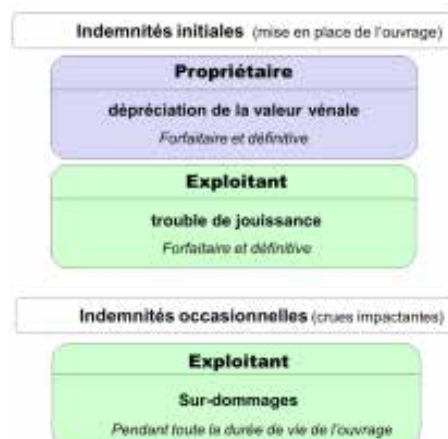 Indemnités initiales (mise en place de l'ouvrage)
Propriétaire
dépréciation de la valeur vénale
Forfaitaire et définitive
Exploitant
trouble de jouissance
Forfaitaire et définitive
Indemnités occasionnelles (crues impactantes)
Exploitant
Sur-dommages
Pendant toute la durée de vie de l'ouvrage